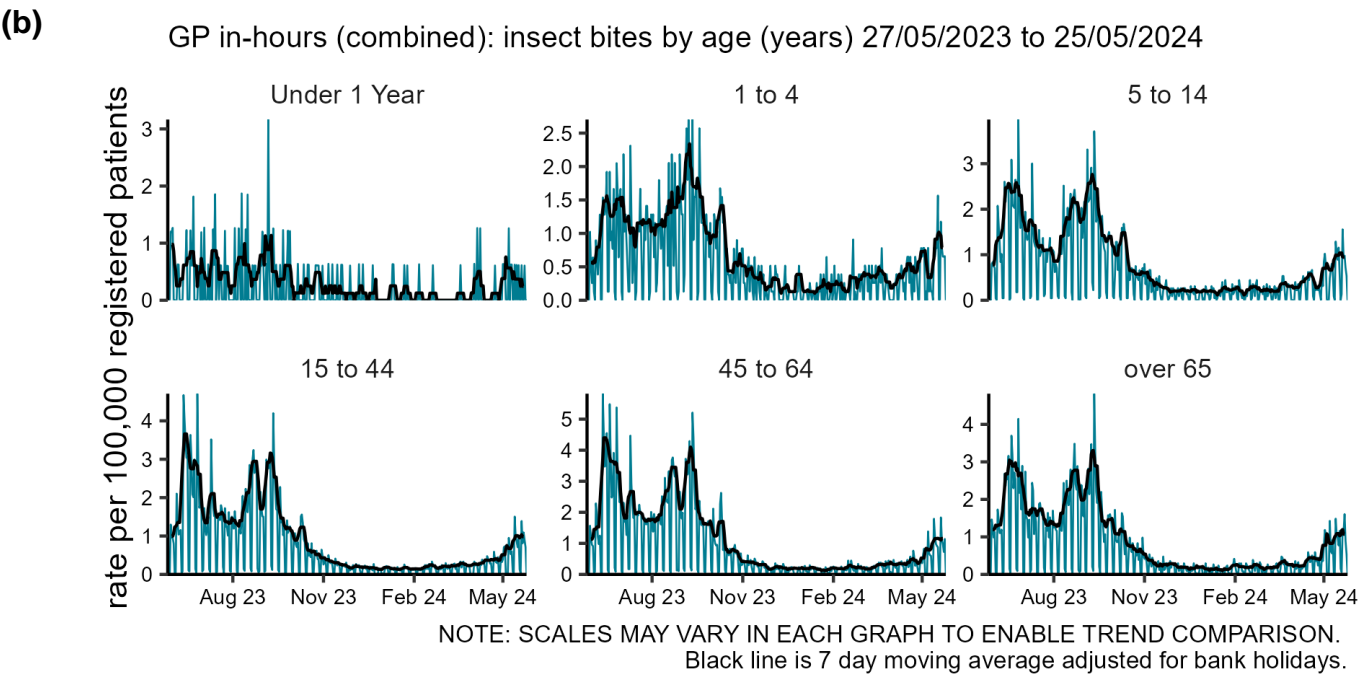 (b)
GP in-hours (combined): insect bites by age (years) 27/05/2023 to 25/05/2024
rate per 100,000 registered patients
Under 1 Year
3
2
1
0
1 to 4
2.5
2.0
1.5
1.0
0.5
0.0
5 to 14
3
2
1
0
15 to 44
4
3
2
1
0
Aug 23 Nov 23 Feb 24 May 24
45 to 64
5
4
3
2
1
0
Aug 23 Nov 23 Feb 24 May 24
over 65
4
3
2
1
0
Aug 23 Nov 23 Feb 24 May 24
NOTE: SCALES MAY VARY IN EACH GRAPH TO ENABLE TREND COMPARISON.
Black line is 7 day moving average adjusted for bank holidays.